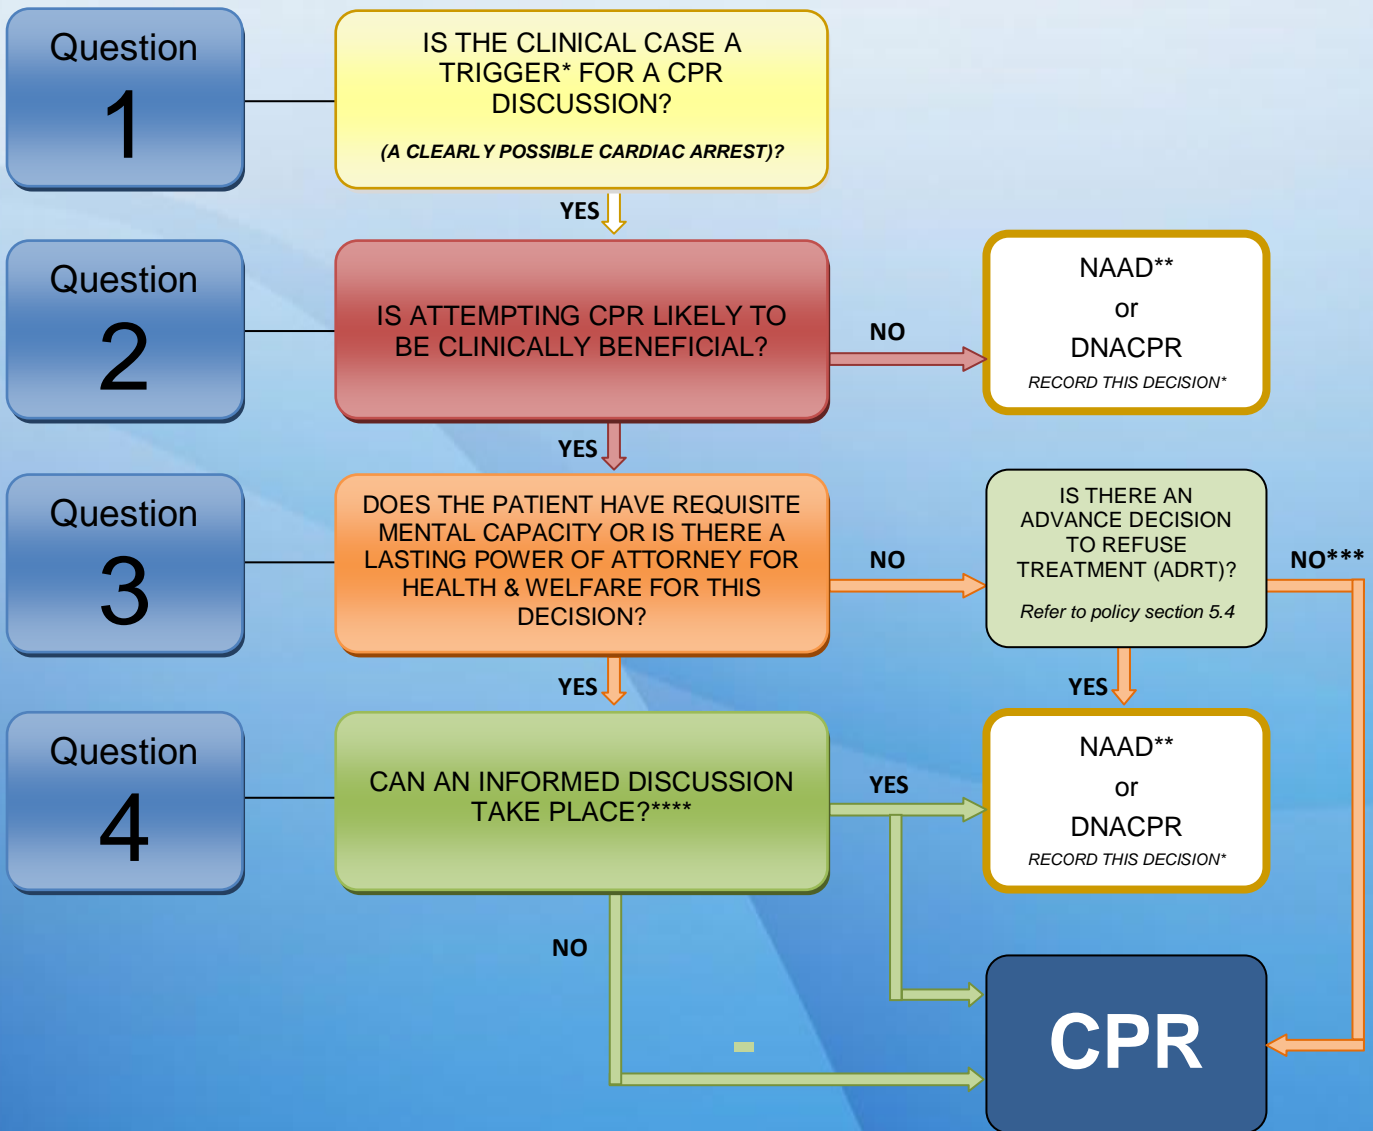 Question
1
IS THE CLINICAL CASE A
TRIGGER* FOR A CPR
DISCUSSION?
(A CLEARLY POSSIBLE CARDIAC ARREST)?
YES
Question
2
IS ATTEMPTING CPR LIKELY TO
BE CLINICALLY BENEFICIAL?
NO
NAAD**
or
DNACPR
RECORD THIS DECISION*
YES
Question
3
DOES THE PATIENT HAVE REQUISITE
MENTAL CAPACITY OR IS THERE A
LASTING POWER OF ATTORNEY FOR
HEALTH & WELFARE FOR THIS
DECISION?
NO
IS THERE AN
ADVANCE DECISION
TO REFUSE
TREATMENT (ADRT)?
Refer to policy section 5.4
NO***
YES
YES
Question
4
CAN AN INFORMED DISCUSSION
TAKE PLACE?****
YES
NAAD**
or
DNACPR
RECORD THIS DECISION*
NO
CPR